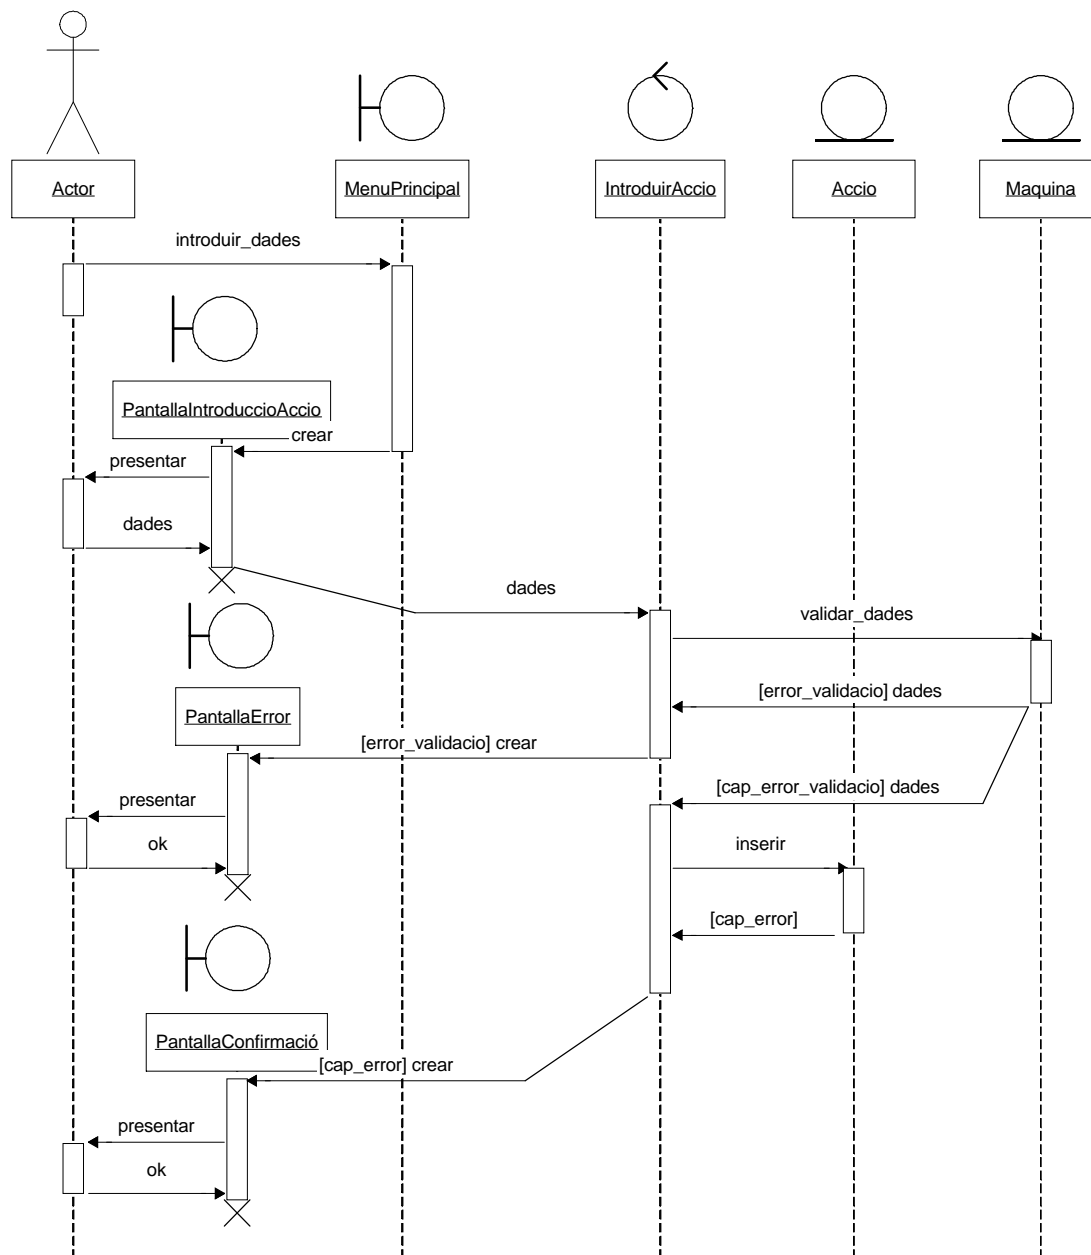 Actor
MenuPrincipal
IntroduirAccio
Accio
Maquina
introduir_dades
PantallaIntroduccioAccio
crear
presentar
dades
dades
validar_dades
[error_validacio] dades
PantallaError
[error_validacio] crear
[cap_error_validacio] dades
presentar
ok
inserir
[cap_error]
PantallaConfirmació
[cap_error] crear
presentar
ok